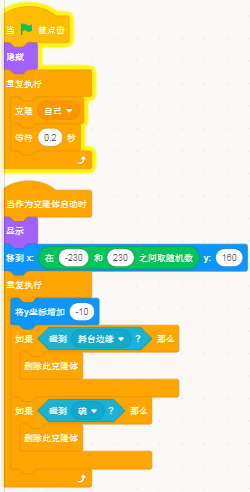 当 被点击
隐藏
重复执行
克隆 自己
等待 0.2 秒
当作为克隆体启动时
显示
移到 x: 在 -230 和 230 之间取随机数 y: 160
重复执行
将y坐标增加 -10
如果 碰到 舞台边缘 ? 那么
删除此克隆体
如果 碰到 碗 ? 那么
删除此克隆体